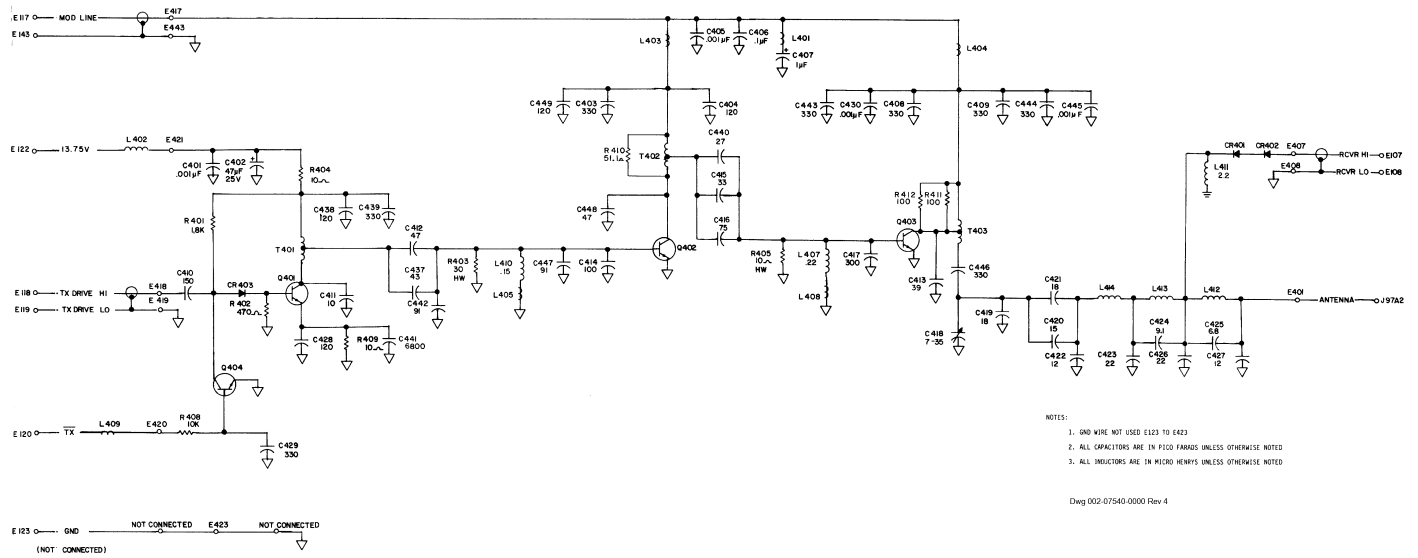 E117 MOD LINE E417
E143 E443
L403
C405
.001µF
C406
.1µF
L401
C407
1µF
L404
C449
120
C403
330
C404
120
C443
330
C430
.001µF
C408
330
C409
330
C444
330
C445
.001µF
E122 13.75V L402 E421
C401
.001µF
C402
47µF
25V
R404
10Ω
R410
51.1Ω
T402
C440
27
C415
33
C416
75
CR401 CR402 E407 RCVR HI E107
E408 RCVR LO E108
L411
2.2
R401
1.8K
C438
120
C439
330
C448
47
R412
100
R411
100
T401
C412
47
C437
43
C442
91
R403
30
HW
L410
.15
L405
C447
91
C414
100
Q402
R405
10Ω
HW
L407
.22
L408
C417
300
Q403
T403
C413
39
C446
330
C410
150
E118 TX DRIVE HI E418
E119 TX DRIVE LO E419
CR403
R402
470Ω
Q401
C411
10
C428
120
R409
10Ω
C441
6800
C418
7-35
C419
18
C421
18
C420
15
C422
12
L414
L413
L412
C423
22
C424
9.1
C426
22
C425
6.8
C427
12
E401 ANTENNA J97A2
Q404
E120 TX L409 E420
R408
10K
C429
330
NOTES:
1. GND WIRE NOT USED E123 TO E423
2. ALL CAPACITORS ARE IN PICO FARADS UNLESS OTHERWISE NOTED
3. ALL INDUCTORS ARE IN MICRO HENRYS UNLESS OTHERWISE NOTED
Dwg 002-07540-0000 Rev 4
E123 GND NOT CONNECTED E423 NOT CONNECTED
(NOT CONNECTED)